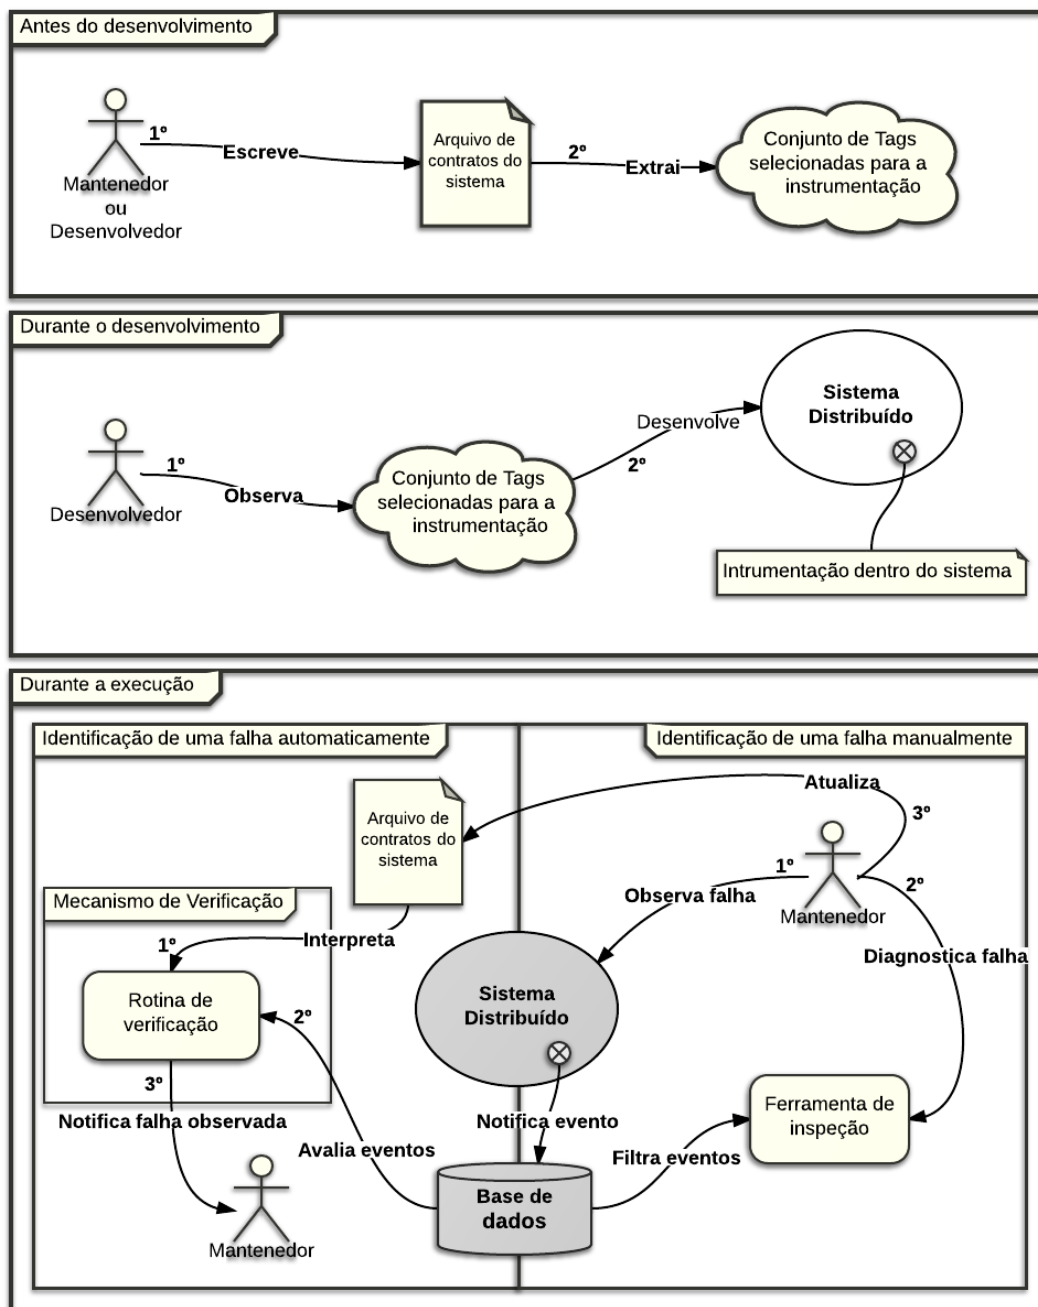 Antes do desenvolvimento
1º
Escreve
Mantenedor
ou
Desenvolvedor
Arquivo de
contratos do
sistema
2º
Extrai
Conjunto de Tags
selecionadas para a
instrumentação
Durante o desenvolvimento
1º
Observa
Desenvolvedor
Conjunto de Tags
selecionadas para a
instrumentação
Desenvolve
2º
Sistema
Distribuído
Intrumentação dentro do sistema
Durante a execução
Identificação de uma falha automaticamente
Identificação de uma falha manualmente
Arquivo de
contratos do
sistema
Atualiza
3º
1º
2º
Observa falha
Mantenedor
Diagnostica falha
Mecanismo de Verificação
1º
Interpreta
Rotina de
verificação
2º
Sistema
Distribuído
3º
Notifica falha observada
Notifica evento
Avalia eventos
Filtra eventos
Ferramenta de
inspeção
Base de
dados
Mantenedor